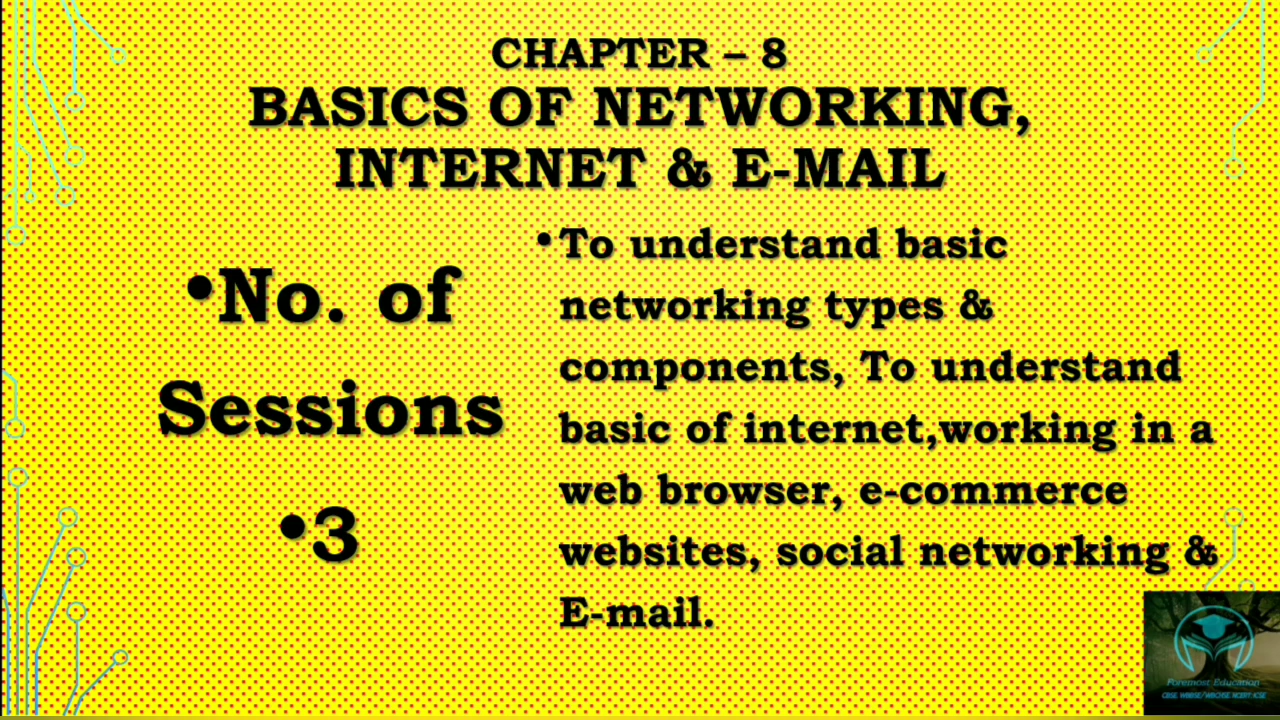 CHAPTER – 8
BASICS OF NETWORKING,
INTERNET & E-MAIL
•No. of
Sessions
•3
•To understand basic
networking types &
components, To understand
basic of internet,working in a
web browser, e-commerce
websites, social networking &
E-mail.
Foremost Education